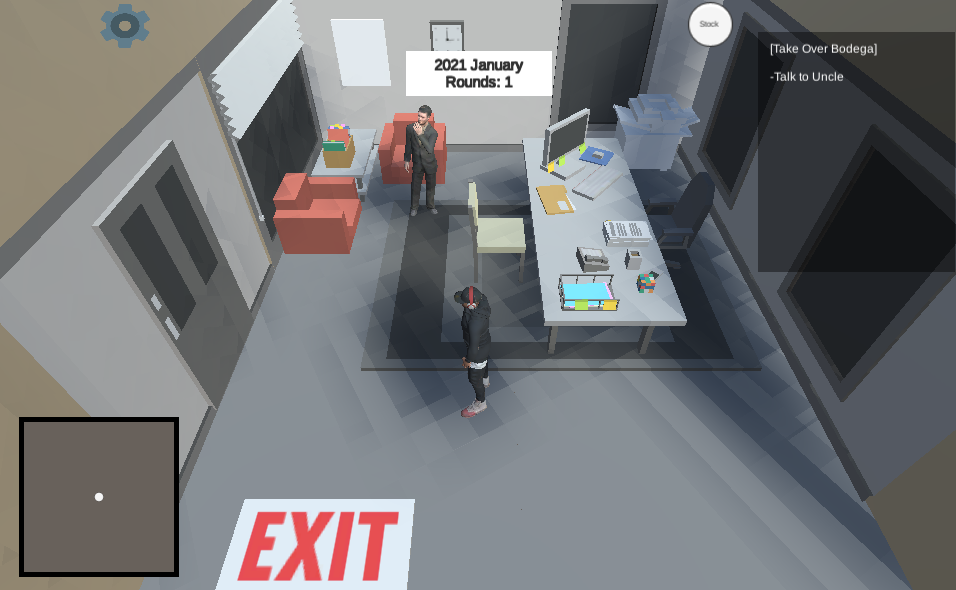 Stock
[Take Over Bodega]
-Talk to Uncle
2021 January
Rounds: 1
EXIT